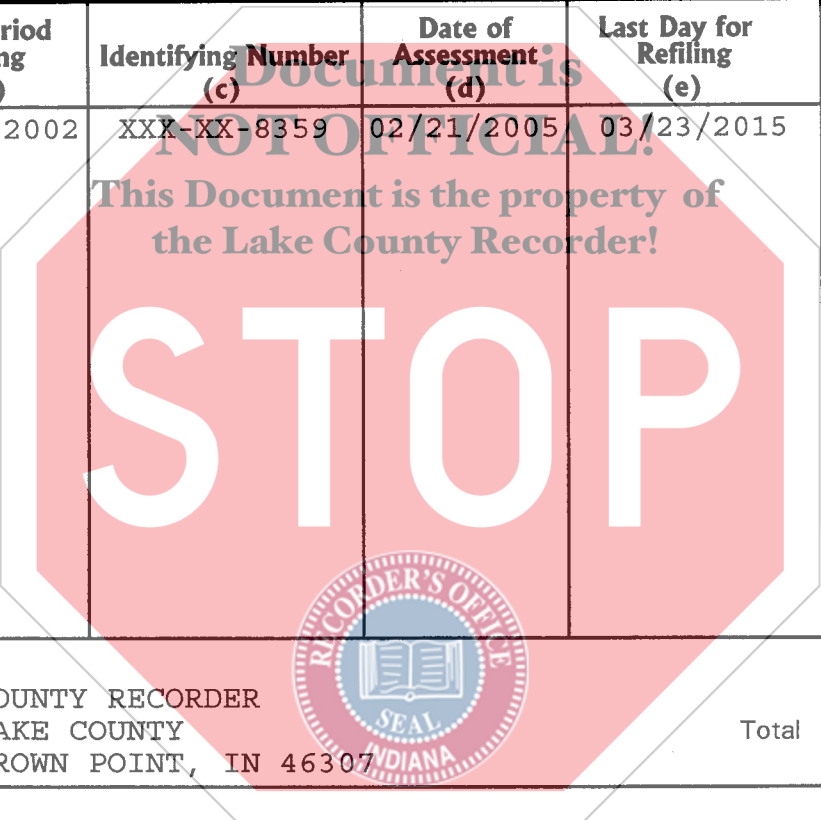 riod Date of Last Day for
ng Identifying Number Assessment Refiling
) (c) (d) (e)
Document is
2002 XXX-XX-8359 02/21/2005 03/23/2015
NOT OFFICIAL!
This Document is the property of
the Lake County Recorder!
STOP
RECORDER'S OFFICE
SEAL
INDIANA
OUNTY RECORDER
AKE COUNTY Total
ROWN POINT, IN 46307